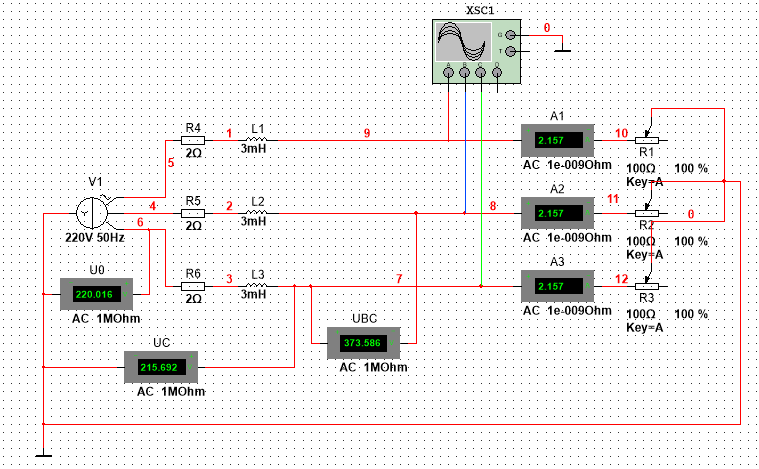 XSC1
0
G
T
A B C D
R4
1
L1
9
A1
10
2Ω
3mH
2.157
R1
AC 1e-009Ohm
100Ω 100 %
Key=A
5
V1
4
6
220V 50Hz
R5
2
L2
8
A2
11
0
2Ω
3mH
2.157
R2
AC 1e-009Ohm
100Ω 100 %
Key=A
U0
220.016
AC 1MOhm
R6
3
L3
7
A3
12
2Ω
3mH
2.157
R3
AC 1e-009Ohm
100Ω 100 %
Key=A
UBC
373.586
AC 1MOhm
UC
215.692
AC 1MOhm